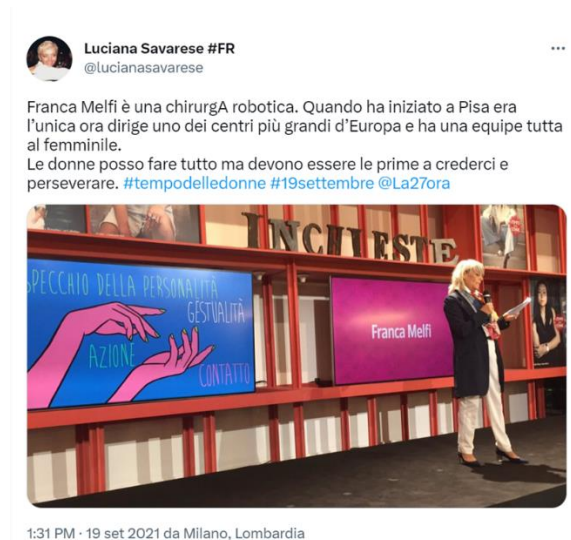 Luciana Savarese #FR
@lucianasavarese
Franca Melfi è una chirurgA robotica. Quando ha iniziato a Pisa era
l'unica ora dirige uno dei centri più grandi d'Europa e ha una equipe tutta
al femminile.
Le donne posso fare tutto ma devono essere le prime a crederci e
perseverare. #tempodelledonne #19settembre @La27ora
INCHIESTE
SPECCHIO DELLA PERSONALITÀ
GESTUALITÀ
AZIONE
CONTATTO
Franca Melfi
1:31 PM · 19 set 2021 da Milano, Lombardia